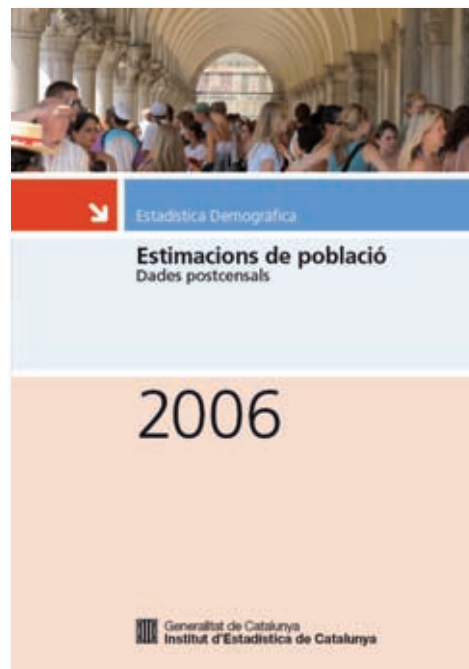 Estadística Demogràfica
Estimacions de població
Dades postcensals
2006
Generalitat de Catalunya
Institut d'Estadística de Catalunya